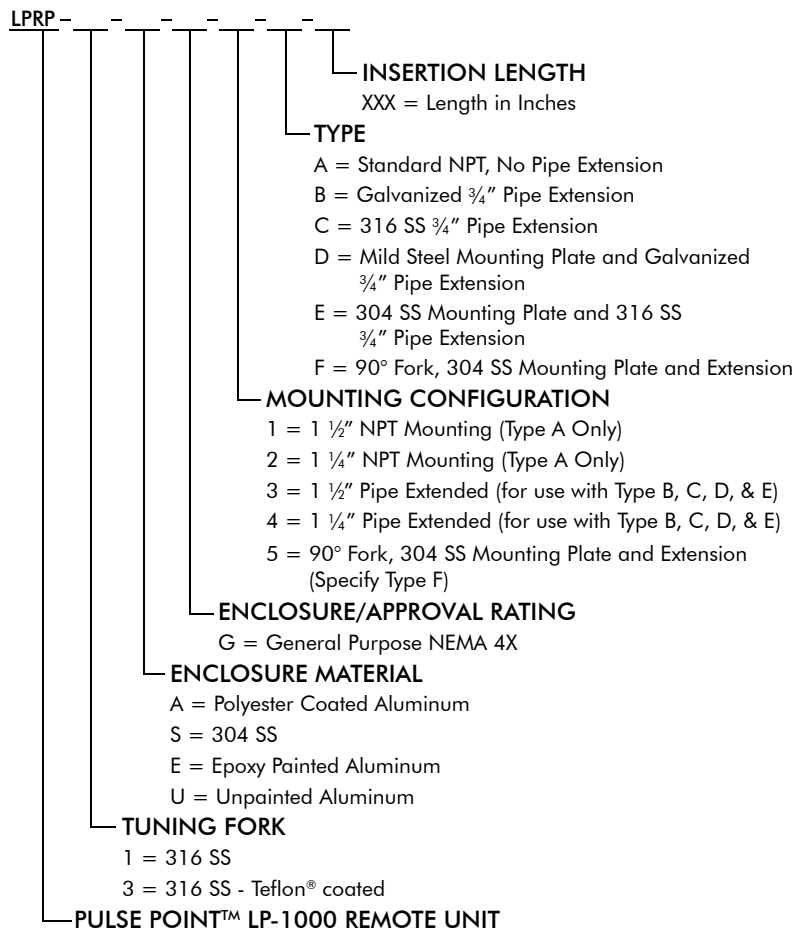 LPRP – – – – – –
INSERTION LENGTH
XXX = Length in Inches
TYPE
A = Standard NPT, No Pipe Extension
B = Galvanized ¾" Pipe Extension
C = 316 SS ¾" Pipe Extension
D = Mild Steel Mounting Plate and Galvanized
¾" Pipe Extension
E = 304 SS Mounting Plate and 316 SS
¾" Pipe Extension
F = 90° Fork, 304 SS Mounting Plate and Extension
MOUNTING CONFIGURATION
1 = 1 ½" NPT Mounting (Type A Only)
2 = 1 ¼" NPT Mounting (Type A Only)
3 = 1 ½" Pipe Extended (for use with Type B, C, D, & E)
4 = 1 ¼" Pipe Extended (for use with Type B, C, D, & E)
5 = 90° Fork, 304 SS Mounting Plate and Extension
(Specify Type F)
ENCLOSURE/APPROVAL RATING
G = General Purpose NEMA 4X
ENCLOSURE MATERIAL
A = Polyester Coated Aluminum
S = 304 SS
E = Epoxy Painted Aluminum
U = Unpainted Aluminum
TUNING FORK
1 = 316 SS
3 = 316 SS - Teflon® coated
PULSE POINT™ LP-1000 REMOTE UNIT